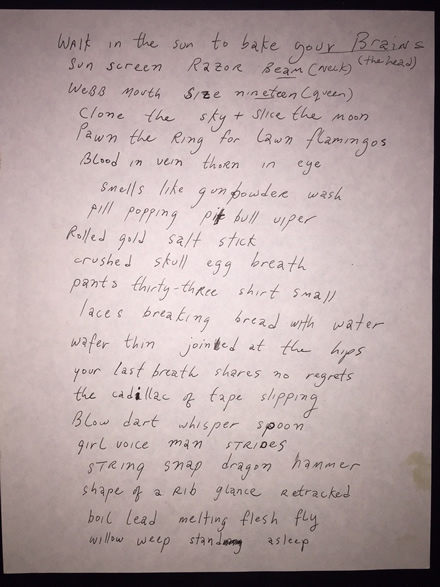 WALK in the sun to bake your Brains
Sun screen Razor Beam (Neck) (the head)
WeBB mouth Size nineteen (queen)
Clone the sky + slice the moon
Pawn the Ring for lawn flamingos
Blood in vein thorn in eye
smells like gun powder wash
pill popping pit bull viper
Rolled gold salt stick
crushed skull egg breath
pants thirty-three shirt small
laces breaking bread with water
wafer thin joinked at the hips
your last breath shares no regrets
the cadillac of tape slipping
Blow dart whisper spoon
girl voice man STRIDES
STRING snap dragon hammer
shape of a Rib glance retracked
boil lead melting flesh fly
willow weep standing asleep